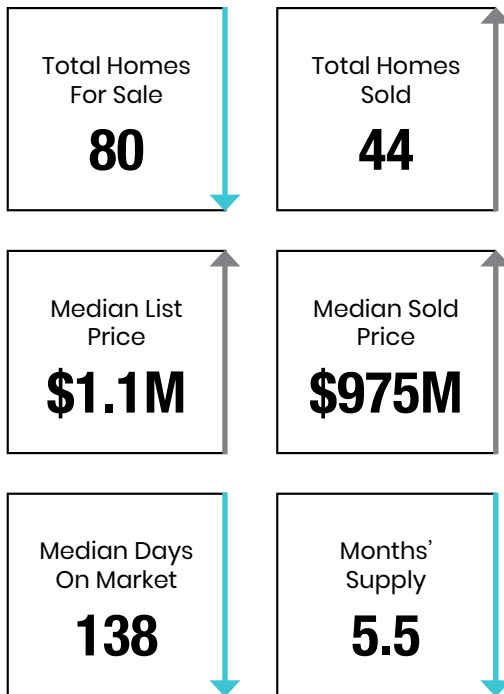 Total Homes
For Sale
80
Total Homes
Sold
44
Median List
Price
$1.1M
Median Sold
Price
$975M
Median Days
On Market
138
Months’
Supply
5.5